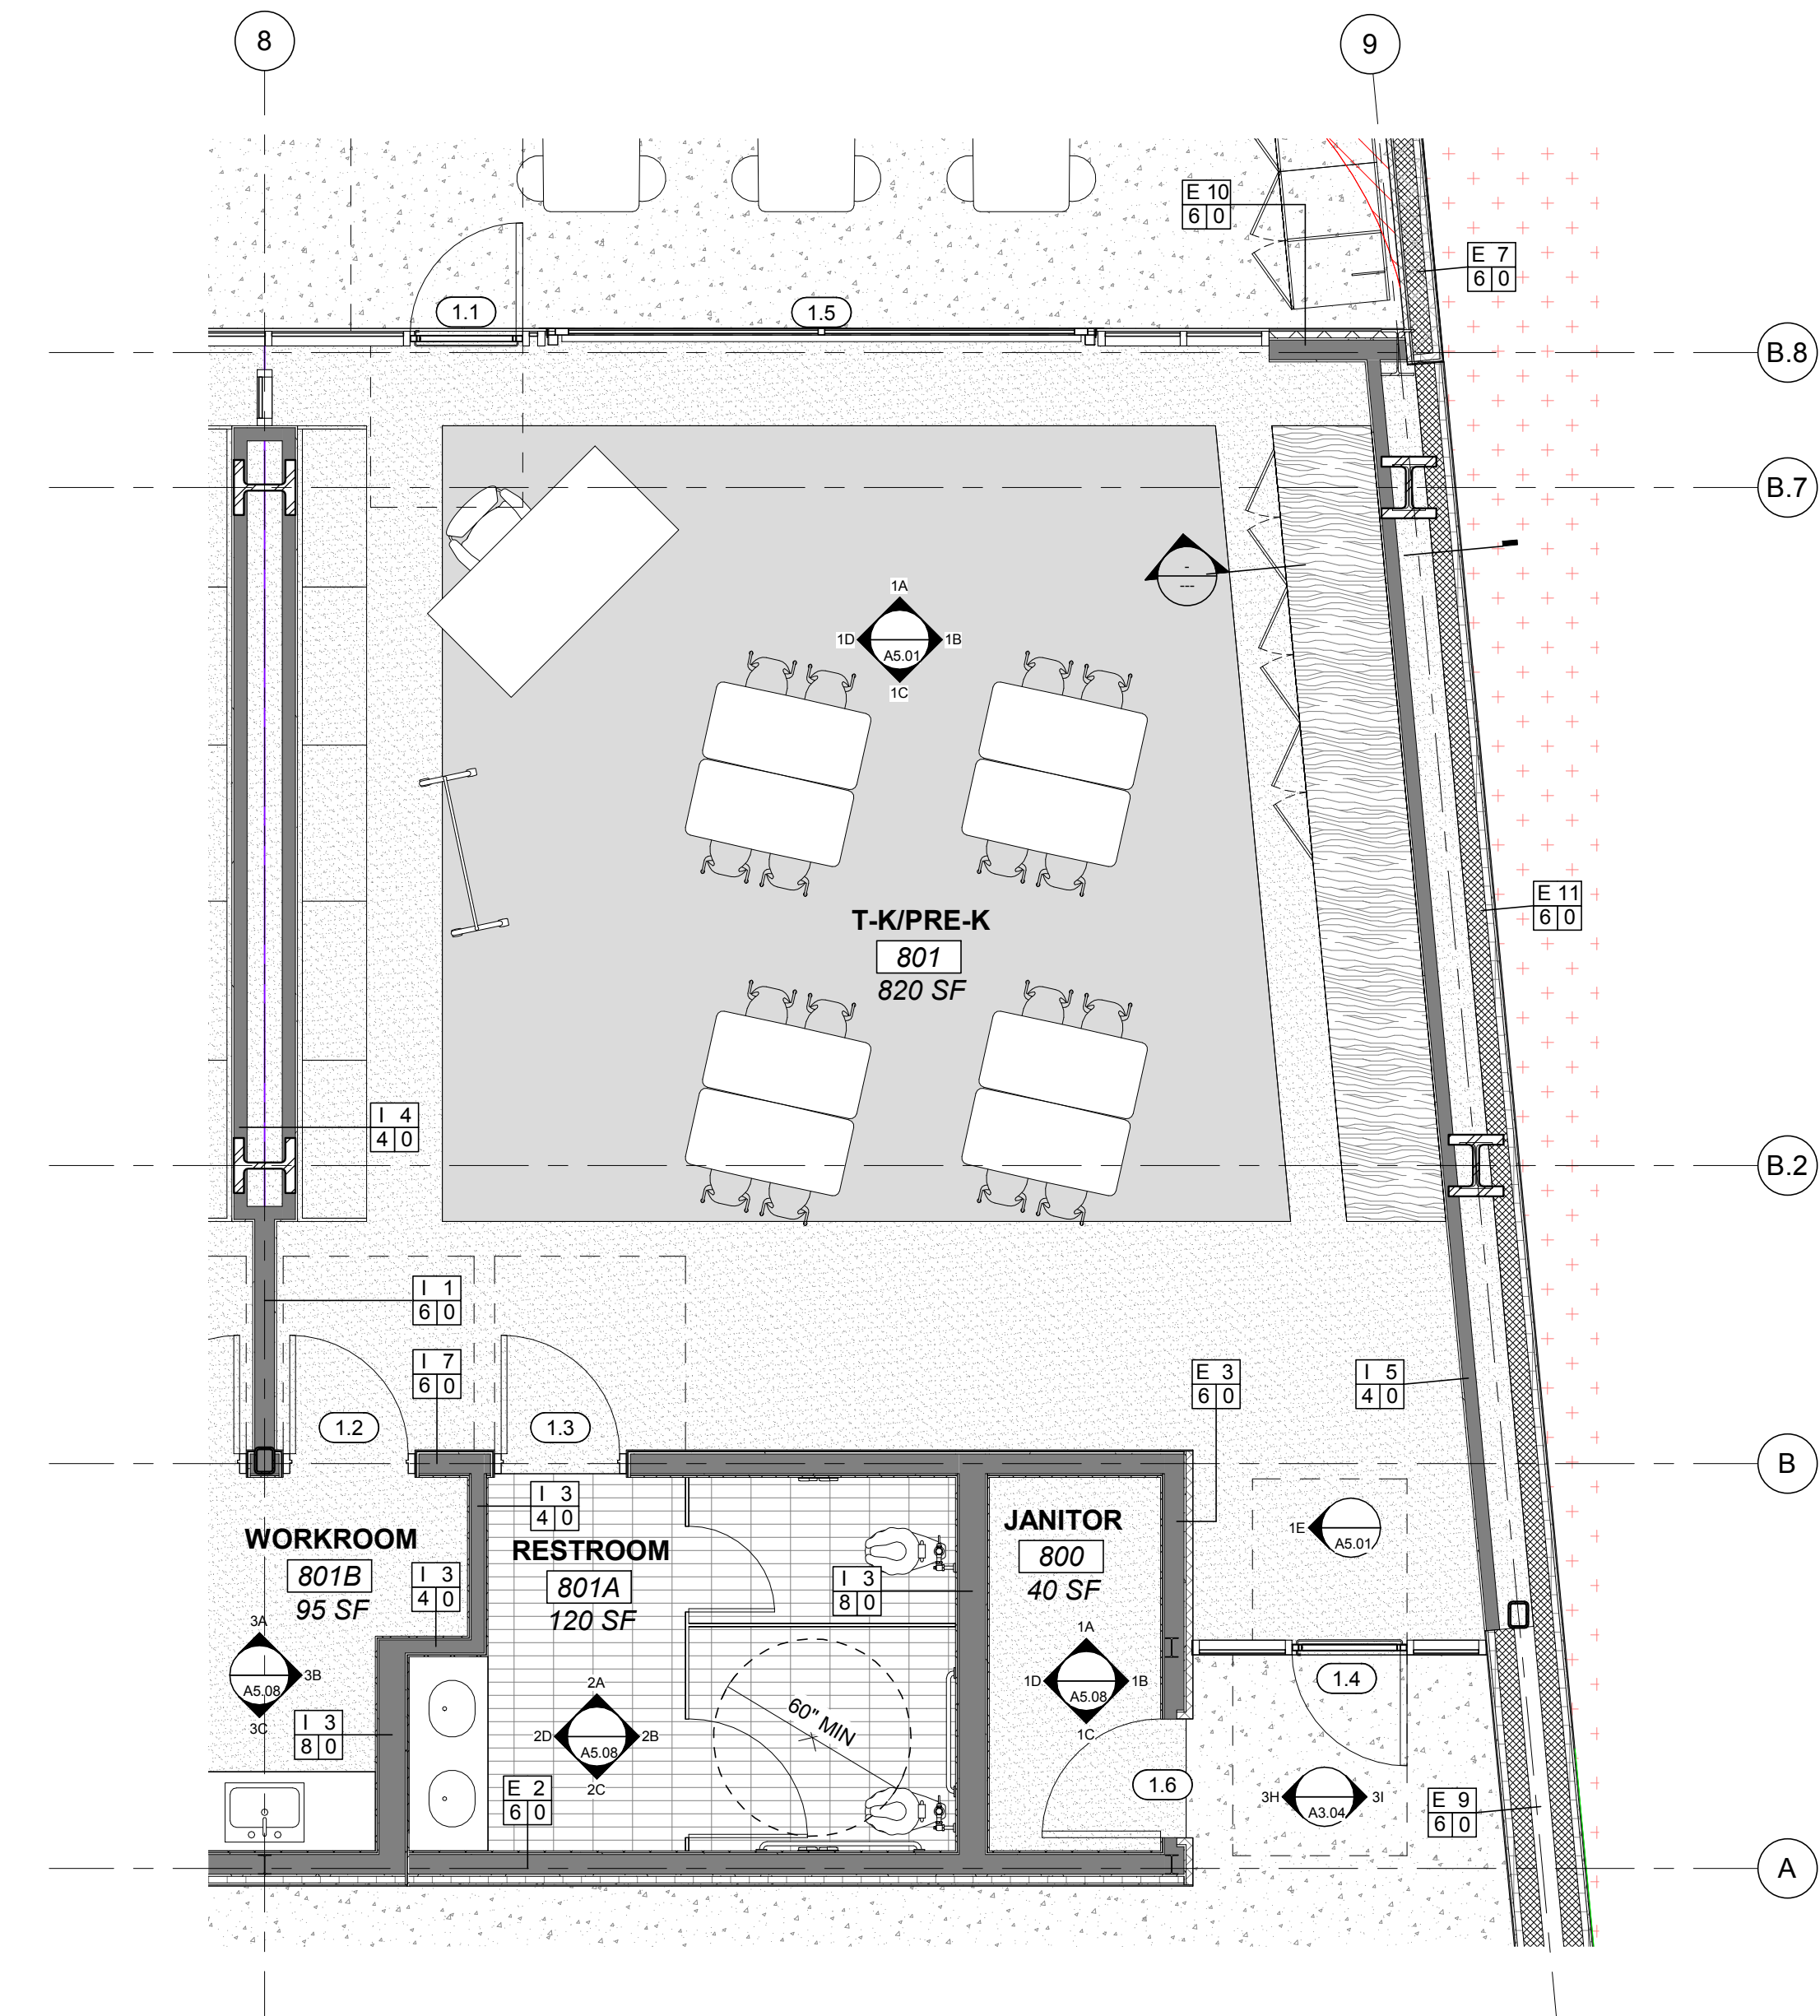 8
9
E 10
6 0
E 7
6 0
1.1
1.5
B.8
B.7
-
---
1A
1D
1B
A5.01
1C
E 11
6 0
T-K/PRE-K
801
820 SF
I 4
4 0
B.2
I 1
6 0
I 7
6 0
E 3
6 0
I 5
4 0
1.2
1.3
B
I 3
4 0
WORKROOM
801B
95 SF
RESTROOM
801A
120 SF
I 3
4 0
I 3
8 0
JANITOR
800
40 SF
1E
A5.01
3A
3B
A5.08
3C
1A
1D
1B
A5.08
1C
1.4
2A
2D
2B
A5.08
2C
60" MIN
I 3
8 0
E 2
6 0
1.6
3H
3I
A3.04
E 9
6 0
A